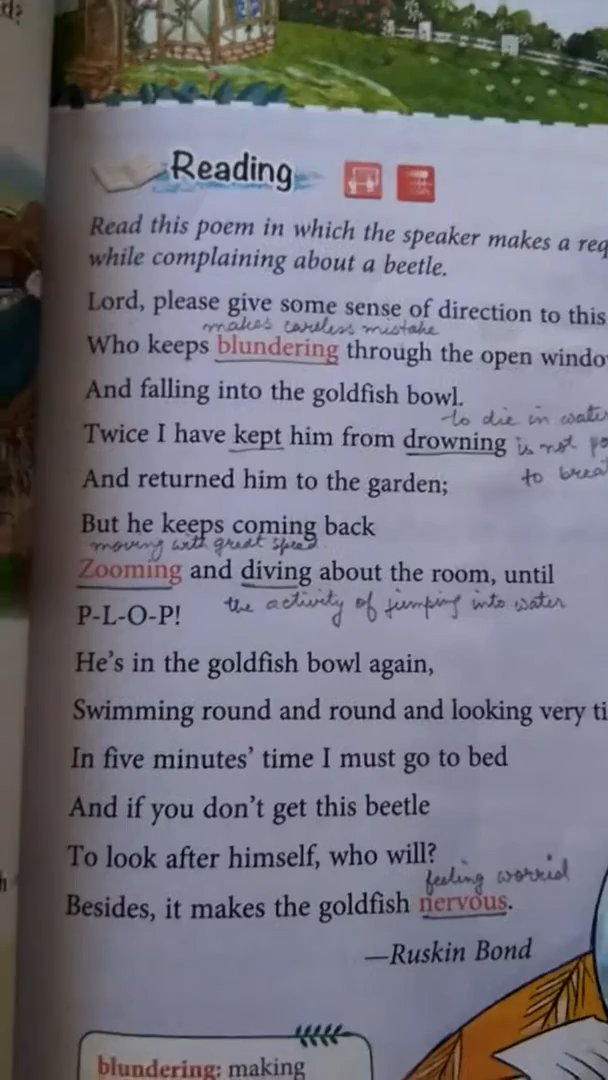 Reading
Read this poem in which the speaker makes a
while complaining about a beetle.
Lord, please give some sense of direction to this
makes careless mistake
Who keeps blundering through the open
And falling into the goldfish bowl.
to die in water
Twice I have kept him from drowning is not
And returned him to the garden; to
But he keeps coming back
moving with great speed
Zooming and diving about the room, until
P-L-O-P! the activity of jumping into water
He's in the goldfish bowl again,
Swimming round and round and looking very
In five minutes' time I must go to bed
And if you don't get this beetle
To look after himself, who will?
feeling worried
Besides, it makes the goldfish nervous.
—Ruskin Bond
blundering: making